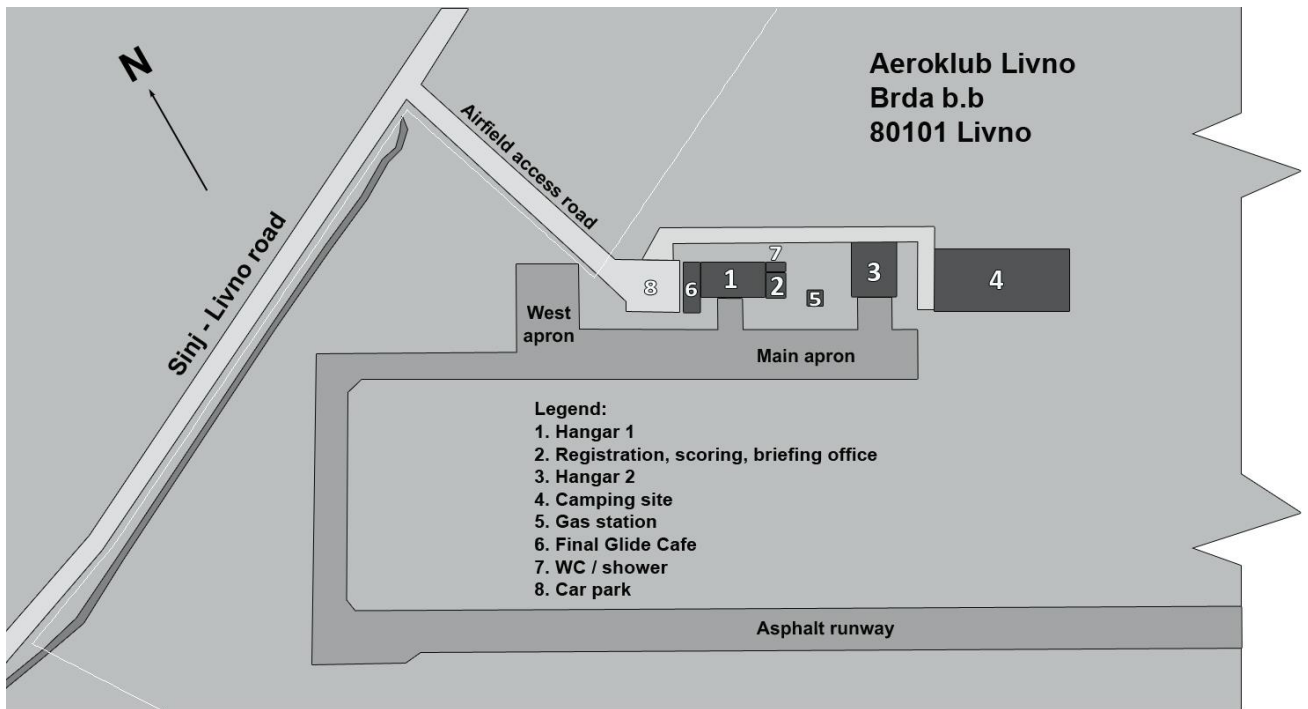 N
Aeroklub Livno
Brda b.b
80101 Livno
Airfield access road
Sinj - Livno road
7
8
6
1
2
5
3
4
West
apron
Main apron
Legend:
1. Hangar 1
2. Registration, scoring, briefing office
3. Hangar 2
4. Camping site
5. Gas station
6. Final Glide Cafe
7. WC / shower
8. Car park
Asphalt runway